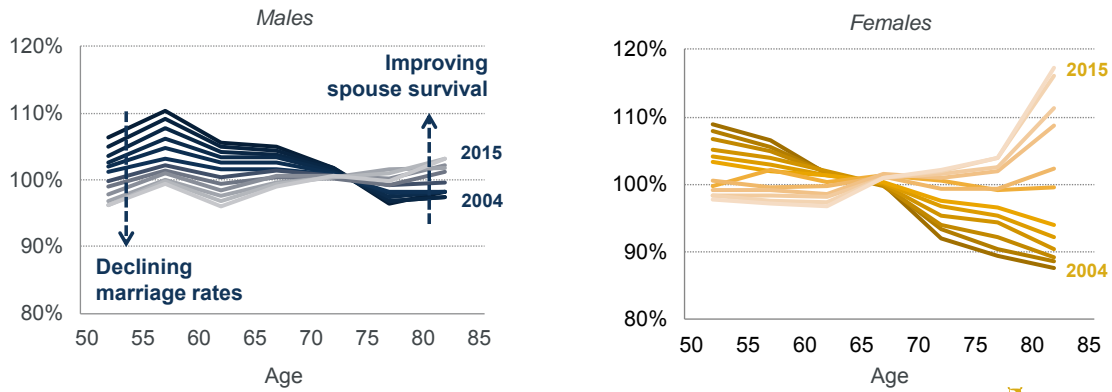 Males
120%
110%
100%
90%
80%
Improving
spouse survival
2015
2004
Declining
marriage rates
50 55 60 65 70 75 80 85
Age
Females
120%
110%
100%
90%
80%
2015
2004
50 55 60 65 70 75 80 85
Age